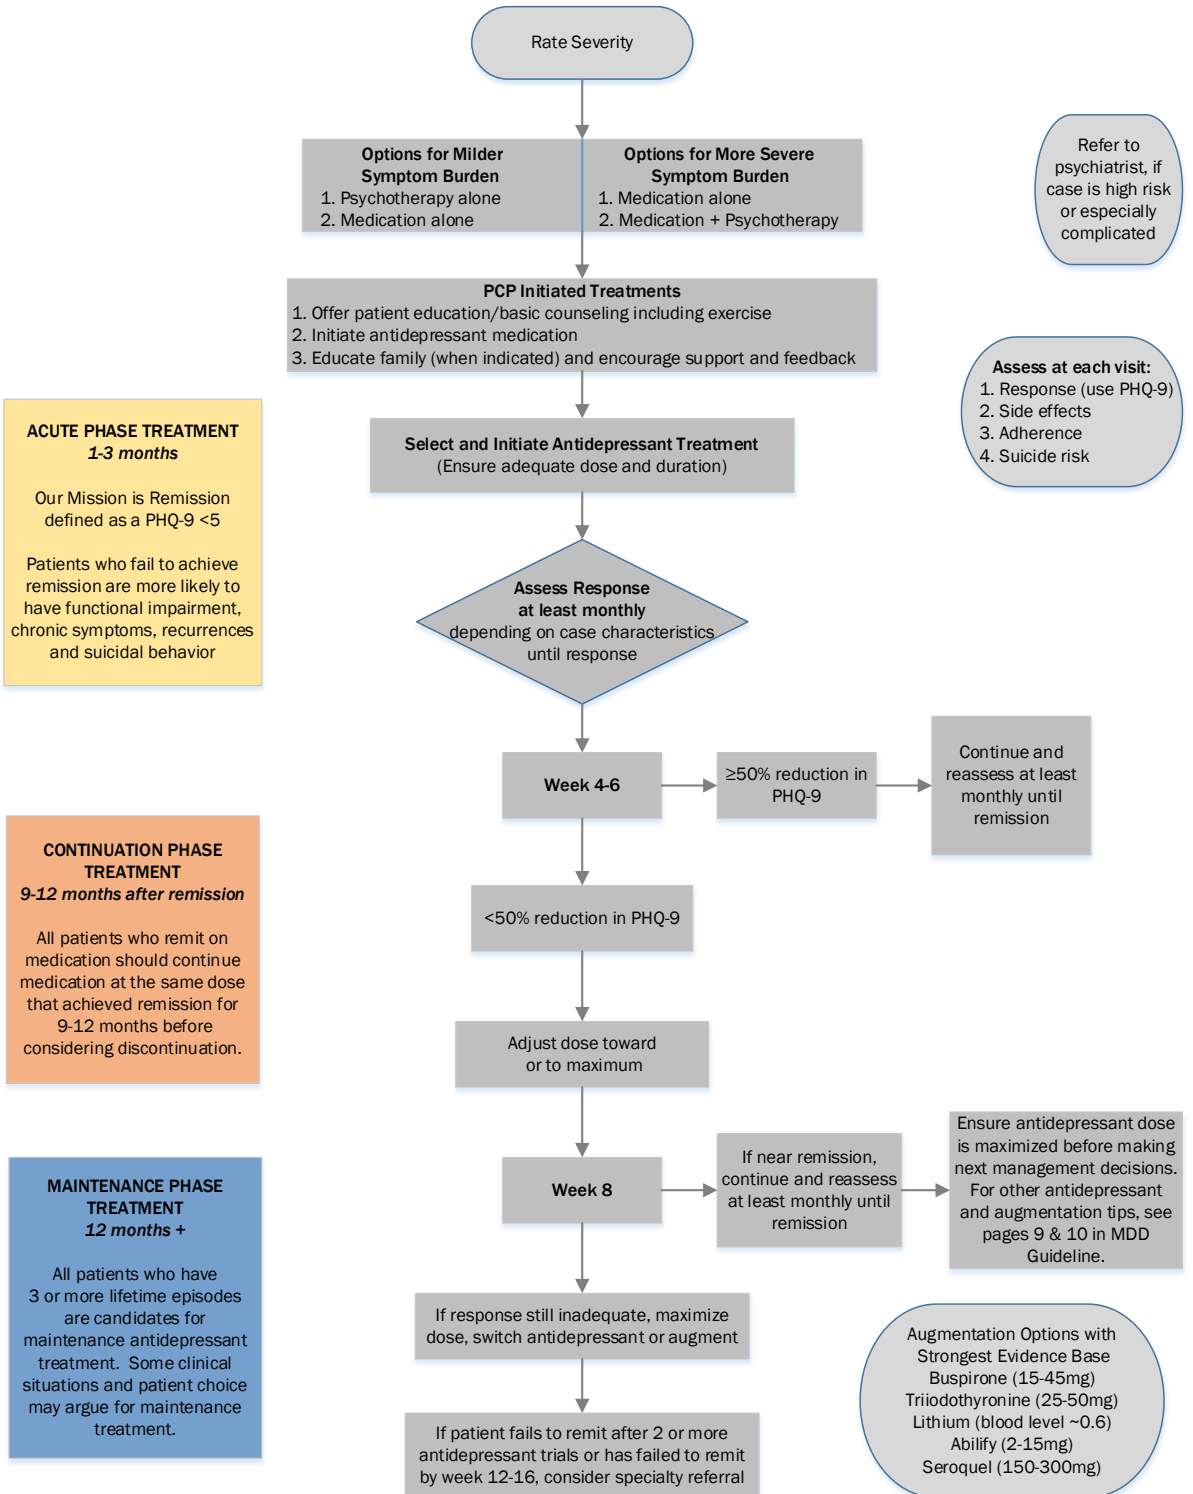 Rate Severity
Options for Milder
Symptom Burden
1. Psychotherapy alone
2. Medication alone
Options for More Severe
Symptom Burden
1. Medication alone
2. Medication + Psychotherapy
Refer to
psychiatrist, if
case is high risk
or especially
complicated
PCP Initiated Treatments
1. Offer patient education/basic counseling including exercise
2. Initiate antidepressant medication
3. Educate family (when indicated) and encourage support and feedback
Assess at each visit:
1. Response (use PHQ-9)
2. Side effects
3. Adherence
4. Suicide risk
ACUTE PHASE TREATMENT
1-3 months
Our Mission is Remission
defined as a PHQ-9 <5
Patients who fail to achieve
remission are more likely to
have functional impairment,
chronic symptoms, recurrences
and suicidal behavior
Select and Initiate Antidepressant Treatment
(Ensure adequate dose and duration)
Assess Response
at least monthly
depending on case characteristics
until response
Week 4-6
≥50% reduction in
PHQ-9
Continue and
reassess at least
monthly until
remission
CONTINUATION PHASE
TREATMENT
9-12 months after remission
All patients who remit on
medication should continue
medication at the same dose
that achieved remission for
9-12 months before
considering discontinuation.
<50% reduction in PHQ-9
Adjust dose toward
or to maximum
Week 8
If near remission,
continue and reassess
at least monthly until
remission
Ensure antidepressant dose
is maximized before making
next management decisions.
For other antidepressant
and augmentation tips, see
pages 9 & 10 in MDD
Guideline.
MAINTENANCE PHASE
TREATMENT
12 months +
All patients who have
3 or more lifetime episodes
are candidates for
maintenance antidepressant
treatment. Some clinical
situations and patient choice
may argue for maintenance
treatment.
If response still inadequate, maximize
dose, switch antidepressant or augment
If patient fails to remit after 2 or more
antidepressant trials or has failed to remit
by week 12-16, consider specialty referral
Augmentation Options with
Strongest Evidence Base
Buspirone (15-45mg)
Triiodothyronine (25-50mg)
Lithium (blood level ~0.6)
Abilify (2-15mg)
Seroquel (150-300mg)